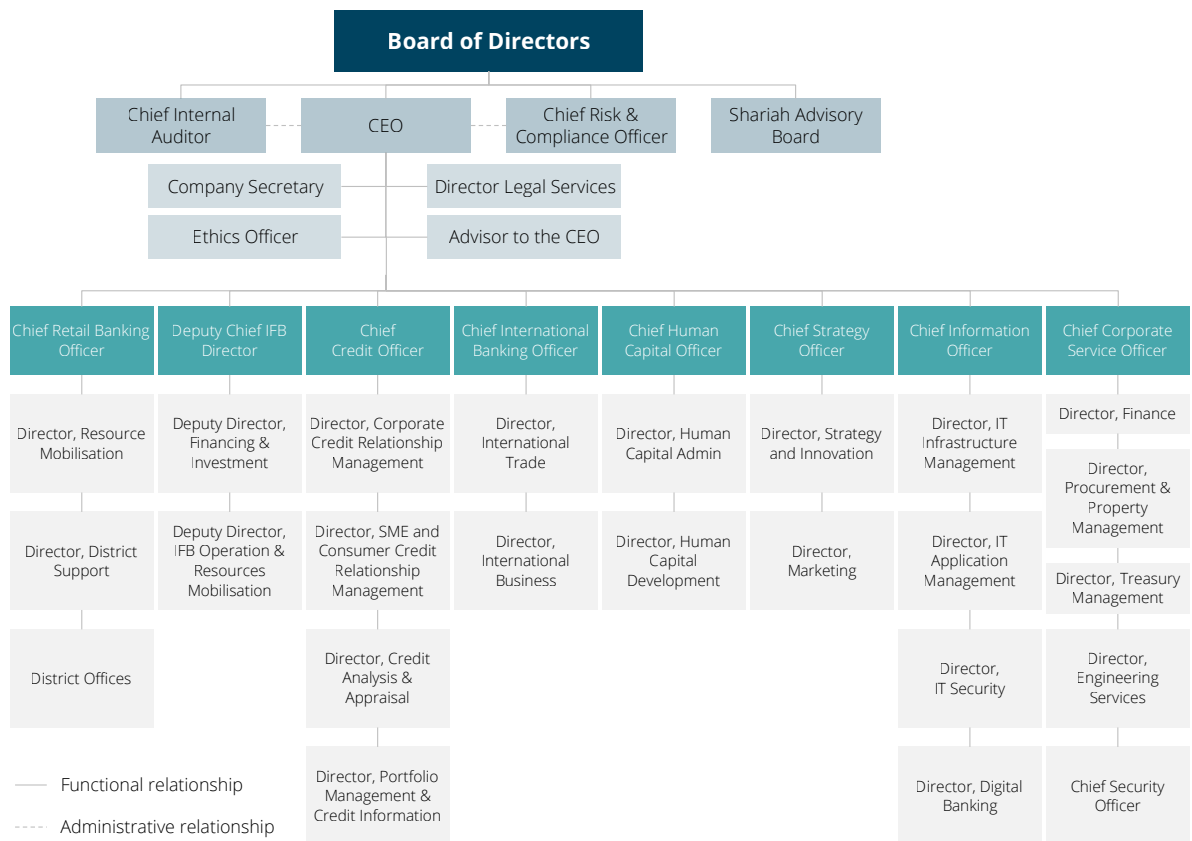 Board of Directors
Chief Internal
Auditor
CEO
Chief Risk &
Compliance Officer
Shariah Advisory
Board
Company Secretary
Director Legal Services
Ethics Officer
Advisor to the CEO
Chief Retail Banking
Officer
Deputy Chief IFB
Director
Chief
Credit Officer
Chief International
Banking Officer
Chief Human
Capital Officer
Chief Strategy
Officer
Chief Information
Officer
Chief Corporate
Service Officer
Director, Resource
Mobilisation
Director, District
Support
District Offices
Deputy Director,
Financing &
Investment
Deputy Director,
IFB Operation &
Resources
Mobilisation
Director, Corporate
Credit Relationship
Management
Director, SME and
Consumer Credit
Relationship
Management
Director, Credit
Analysis &
Appraisal
Director, Portfolio
Management &
Credit Information
Director,
International
Trade
Director,
International
Business
Director, Human
Capital Admin
Director, Human
Capital
Development
Director, Strategy
and Innovation
Director,
Marketing
Director, IT
Infrastructure
Management
Director, IT
Application
Management
Director,
IT Security
Director, Digital
Banking
Director, Finance
Director,
Procurement &
Property
Management
Director, Treasury
Management
Director,
Engineering
Services
Chief Security
Officer
Functional relationship
Administrative relationship